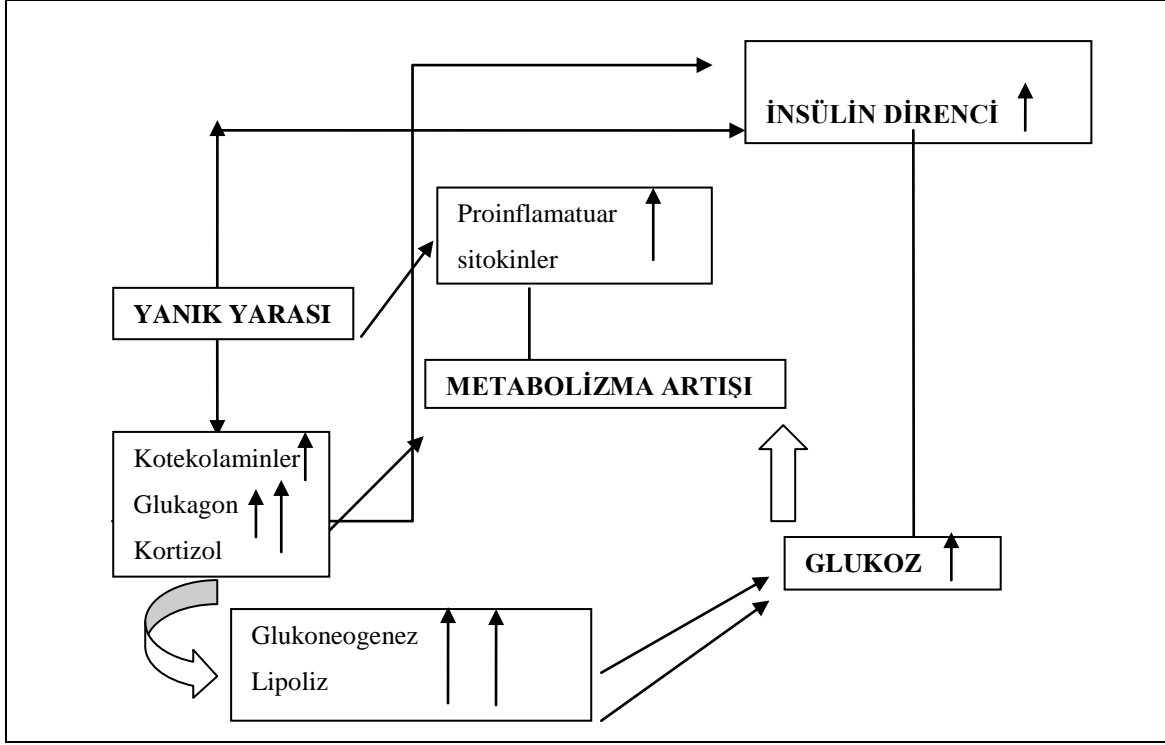 İNSÜLİN DİRENCİ
Proinflamatuar
sitokinler
YANIK YARASI
METABOLİZMA ARTIŞI
Kotekolaminler
Glukagon
Kortizol
GLUKOZ
Glukoneogenez
Lipoliz